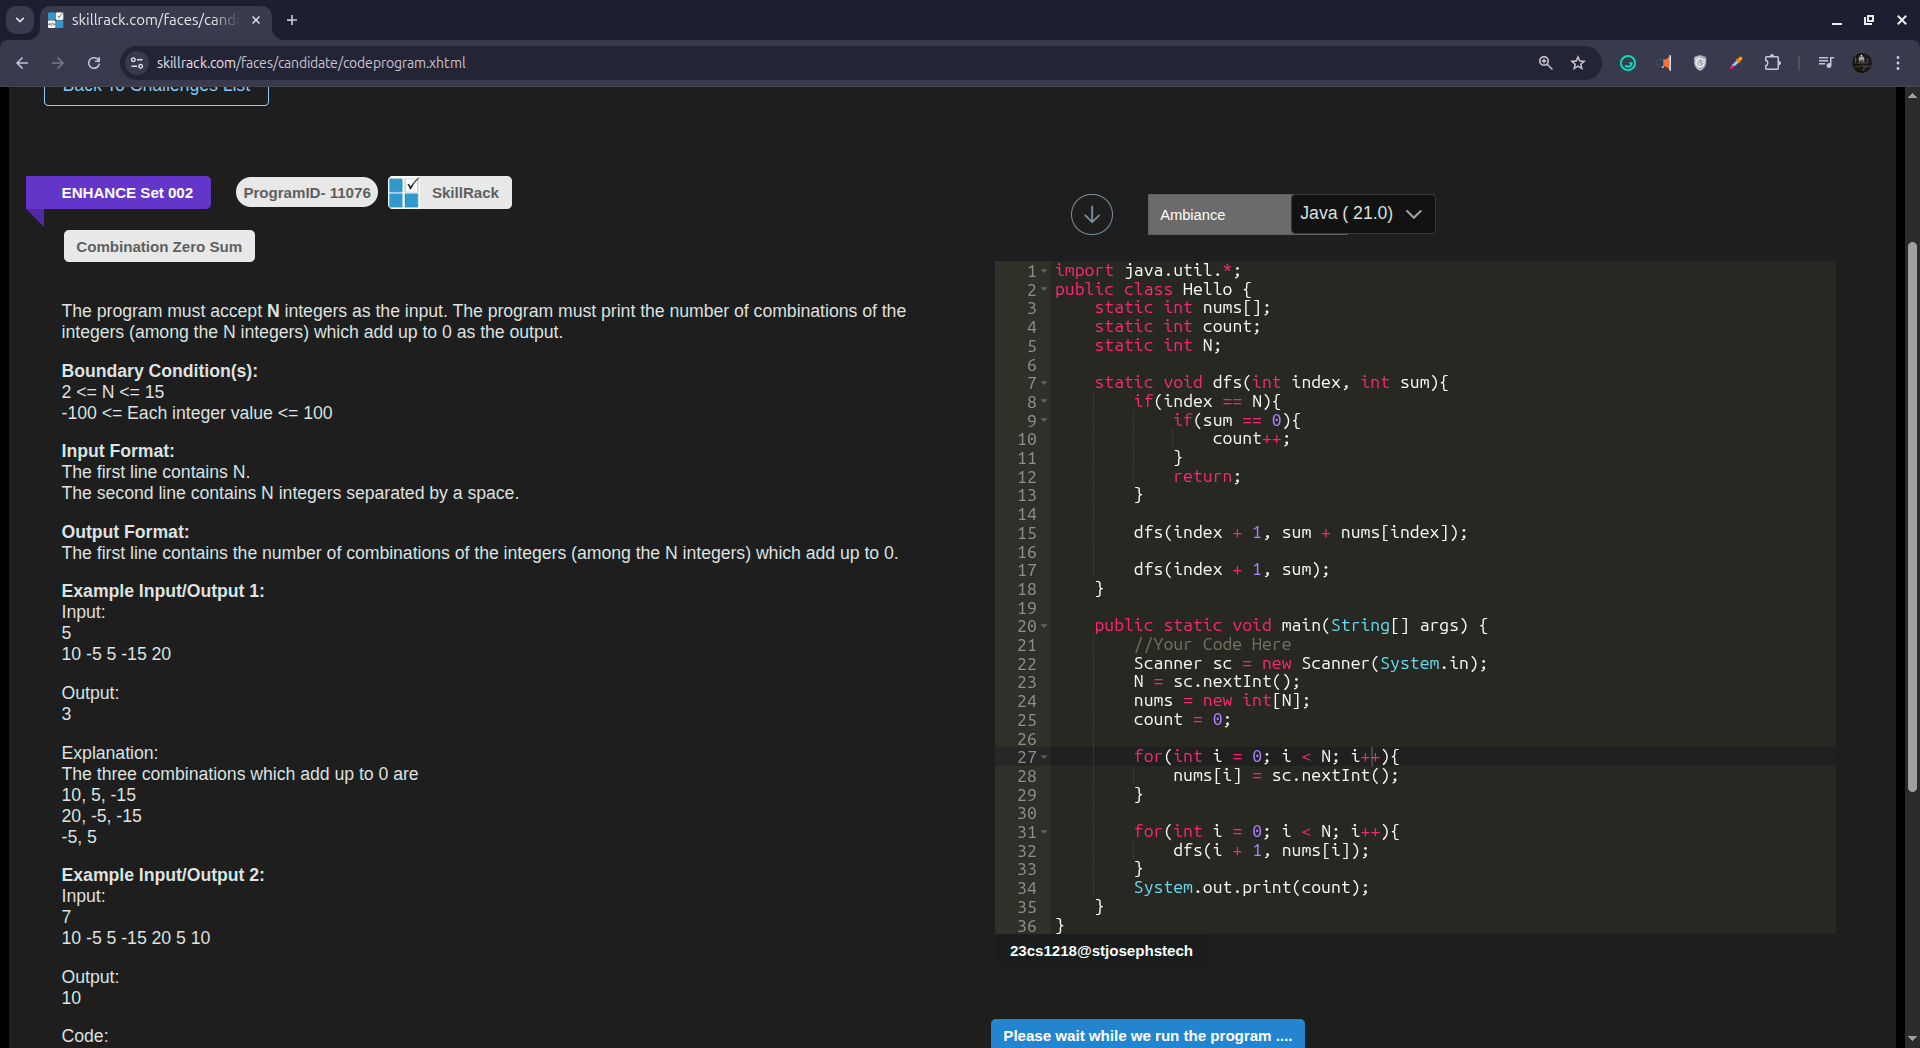 skillrack.com/faces/candi
skillrack.com/faces/candidate/codeprogram.xhtml
Back To Challenges List
ENHANCE Set 002
ProgramID- 11076
SkillRack
Combination Zero Sum
The program must accept N integers as the input. The program must print the number of combinations of the
integers (among the N integers) which add up to 0 as the output.
Boundary Condition(s):
2 <= N <= 15
-100 <= Each integer value <= 100
Input Format:
The first line contains N.
The second line contains N integers separated by a space.
Output Format:
The first line contains the number of combinations of the integers (among the N integers) which add up to 0.
Example Input/Output 1:
Input:
5
10 -5 5 -15 20
Output:
3
Explanation:
The three combinations which add up to 0 are
10, 5, -15
20, -5, -15
-5, 5
Example Input/Output 2:
Input:
7
10 -5 5 -15 20 5 10
Output:
10
Code:
Ambiance
Java ( 21.0)
1 import java.util.*;
2 public class Hello {
3 static int nums[];
4 static int count;
5 static int N;
6
7 static void dfs(int index, int sum){
8 if(index == N){
9 if(sum == 0){
10 count++;
11 }
12 return;
13 }
14
15 dfs(index + 1, sum + nums[index]);
16
17 dfs(index + 1, sum);
18 }
19
20 public static void main(String[] args) {
21 //Your Code Here
22 Scanner sc = new Scanner(System.in);
23 N = sc.nextInt();
24 nums = new int[N];
25 count = 0;
26
27 for(int i = 0; i < N; i++){
28 nums[i] = sc.nextInt();
29 }
30
31 for(int i = 0; i < N; i++){
32 dfs(i + 1, nums[i]);
33 }
34 System.out.print(count);
35 }
36 }
23cs1218@stjosephstech
Please wait while we run the program ....